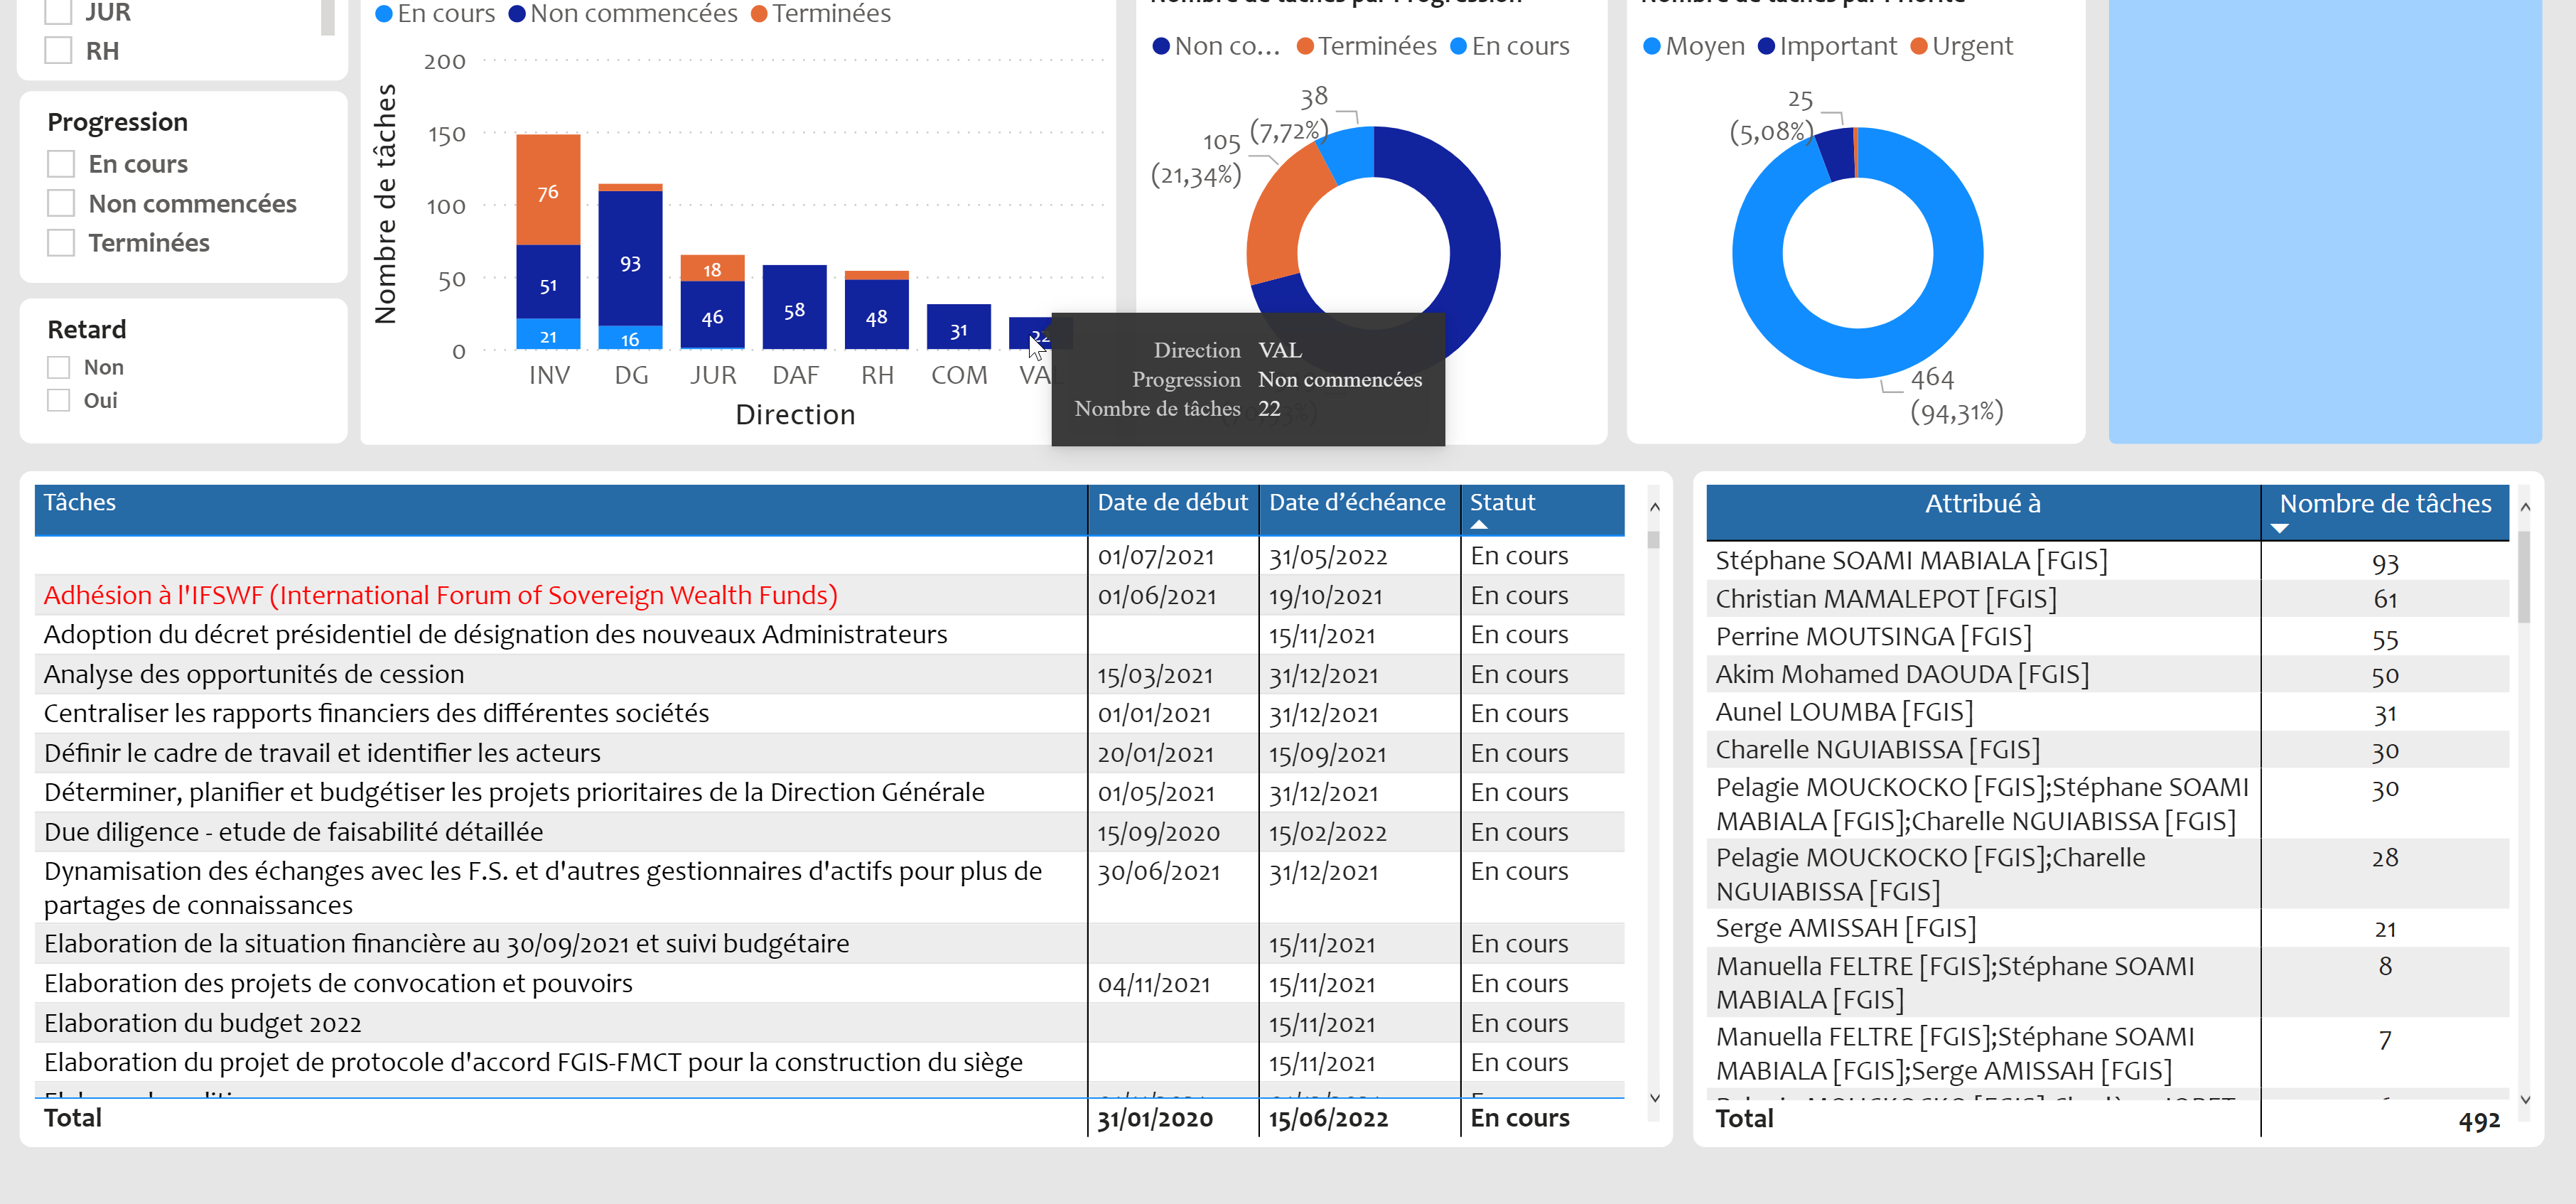 JUR
RH
Progression
En cours
Non commencées
Terminées
Retard
Non
Oui
En cours Non commencées Terminées
Nombre de tâches
200
150
100
50
0
76
51
21
93
16
18
46
58
48
31
22
INV DG JUR DAF RH COM VAL
Direction
Nombre de tâches par Progression
Non co... Terminées En cours
38
(7,72%)
105
(21,34%)
Direction VAL
Progression Non commencées
Nombre de tâches 22
Nombre de tâches par Priorité
Moyen Important Urgent
25
(5,08%)
464
(94,31%)
Tâches Date de début Date d’échéance Statut
01/07/2021 31/05/2022 En cours
Adhésion à l'IFSWF (International Forum of Sovereign Wealth Funds) 01/06/2021 19/10/2021 En cours
Adoption du décret présidentiel de désignation des nouveaux Administrateurs 15/11/2021 En cours
Analyse des opportunités de cession 15/03/2021 31/12/2021 En cours
Centraliser les rapports financiers des différentes sociétés 01/01/2021 31/12/2021 En cours
Définir le cadre de travail et identifier les acteurs 20/01/2021 15/09/2021 En cours
Déterminer, planifier et budgétiser les projets prioritaires de la Direction Générale 01/05/2021 31/12/2021 En cours
Due diligence - etude de faisabilité détaillée 15/09/2020 15/02/2022 En cours
Dynamisation des échanges avec les F.S. et d'autres gestionnaires d'actifs pour plus de 30/06/2021 31/12/2021 En cours
partages de connaissances
Elaboration de la situation financière au 30/09/2021 et suivi budgétaire 15/11/2021 En cours
Elaboration des projets de convocation et pouvoirs 04/11/2021 15/11/2021 En cours
Elaboration du budget 2022 15/11/2021 En cours
Elaboration du projet de protocole d'accord FGIS-FMCT pour la construction du siège 15/11/2021 En cours
Total 31/01/2020 15/06/2022 En cours
Attribué à Nombre de tâches
Stéphane SOAMI MABIALA [FGIS] 93
Christian MAMALEPOT [FGIS] 61
Perrine MOUTSINGA [FGIS] 55
Akim Mohamed DAOUDA [FGIS] 50
Aunel LOUMBA [FGIS] 31
Charelle NGUIABISSA [FGIS] 30
Pelagie MOUCKOCKO [FGIS];Stéphane SOAMI 30
MABIALA [FGIS];Charelle NGUIABISSA [FGIS]
Pelagie MOUCKOCKO [FGIS];Charelle 28
NGUIABISSA [FGIS]
Serge AMISSAH [FGIS] 21
Manuella FELTRE [FGIS];Stéphane SOAMI 8
MABIALA [FGIS]
Manuella FELTRE [FGIS];Stéphane SOAMI 7
MABIALA [FGIS];Serge AMISSAH [FGIS]
Total 492